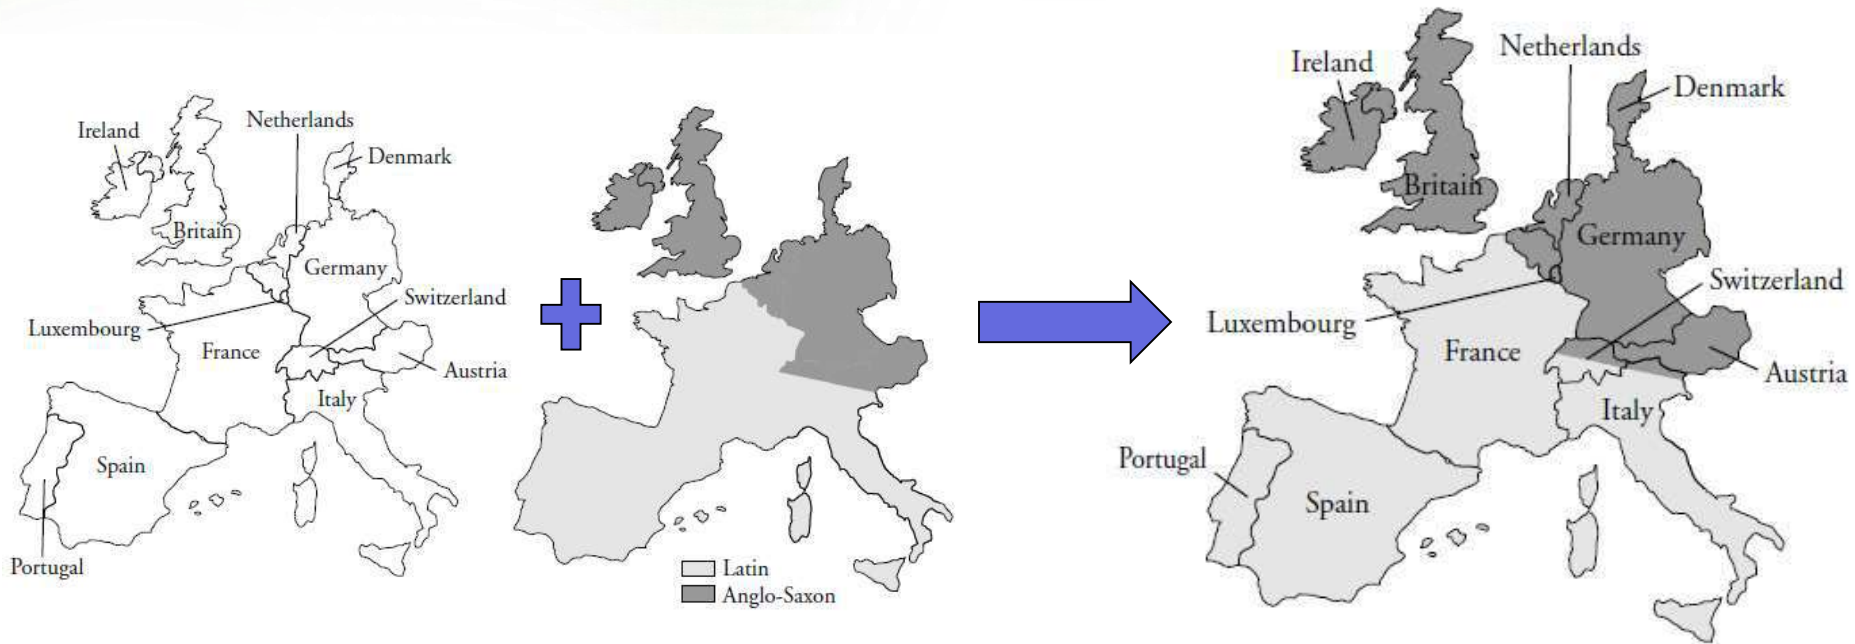 Ireland
Netherlands
Denmark
Britain
Germany
Switzerland
Luxembourg
France
Austria
Italy
Spain
Portugal
Latin
Anglo-Saxon
Netherlands
Ireland
Denmark
Britain
Germany
Switzerland
Luxembourg
France
Austria
Italy
Portugal
Spain